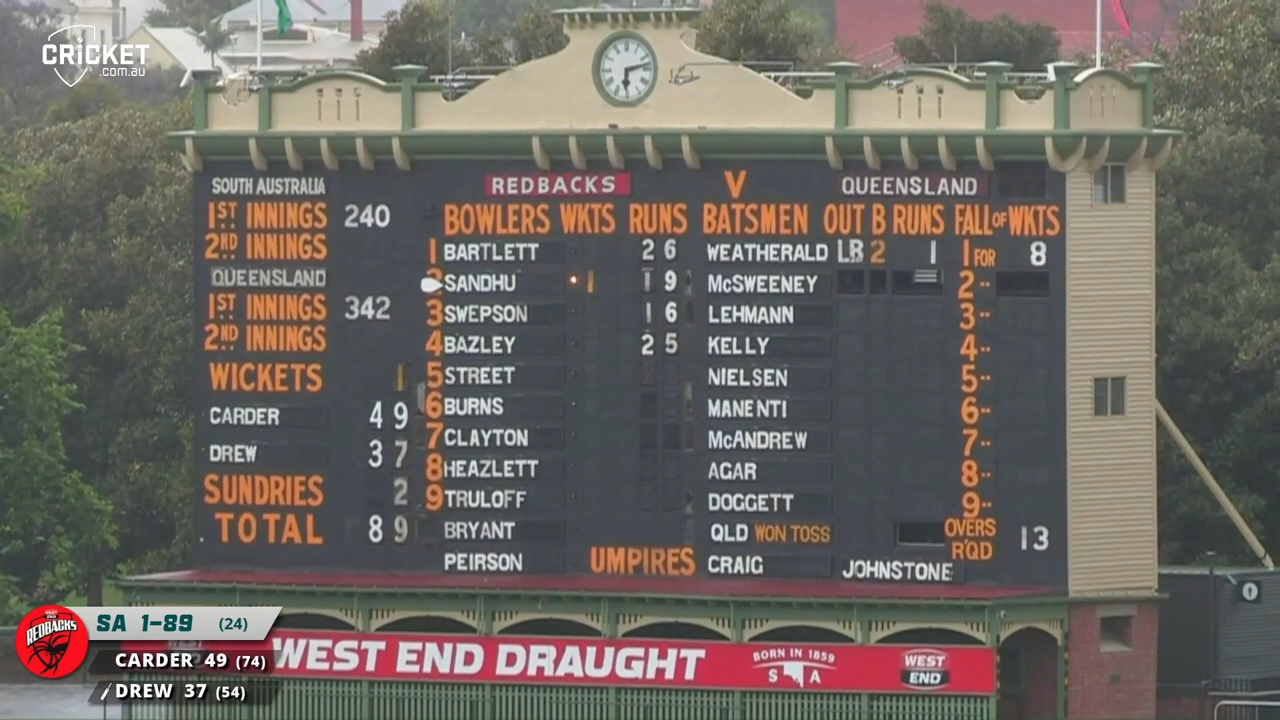 CRICKET
.com.au
SOUTH AUSTRALIA REDBACKS V QUEENSLAND
1ST INNINGS 240 BOWLERS WKTS RUNS BATSMEN OUT B RUNS FALL OF WKTS
2ND INNINGS 1 BARTLETT 26 WEATHERALD LB 2 1 1 FOR 8
QUEENSLAND 2 SANDHU 1 19 McSWEENEY 2"
1ST INNINGS 342 3 SWEPSON 16 LEHMANN 3"
2ND INNINGS 4 BAZLEY 25 KELLY 4"
WICKETS 1 5 STREET NIELSEN 5"
CARDER 49 6 BURNS MANENTI 6"
7 CLAYTON McANDREW 7"
DREW 37 8 HEAZLETT AGAR 8"
SUNDRIES 2 9 TRULOFF DOGGETT 9"
TOTAL 89 BRYANT QLD WON TOSS OVERS R'QD 13
PEIRSON UMPIRES CRAIG JOHNSTONE
WEST END DRAUGHT BORN IN 1859 S A WEST END
WEST END REDBACKS
SA 1-89 (24)
CARDER 49 (74)
DREW 37 (54)